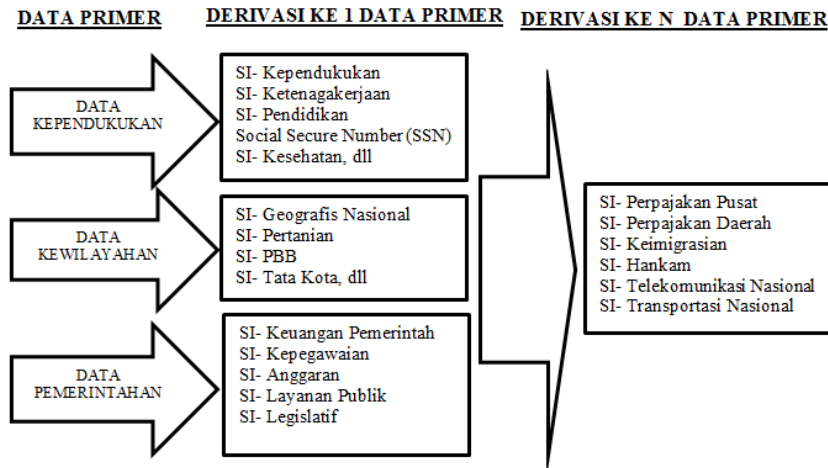 DATA PRIMER
DERIVASI KE 1 DATA PRIMER
DERIVASI KE N DATA PRIMER
DATA
KEPENDUKUKAN
SI- Kependukukan
SI- Ketenagakerjaan
SI- Pendidikan
Social Secure Number (SSN)
SI- Kesehatan, dll
DATA
KEWILAYAHAN
SI- Geografis Nasional
SI- Pertanian
SI- PBB
SI- Tata Kota, dll
DATA
PEMERINTAHAN
SI- Keuangan Pemerintah
SI- Kepegawaian
SI- Anggaran
SI- Layanan Publik
SI- Legislatif
SI- Perpajakan Pusat
SI- Perpajakan Daerah
SI- Keimigrasian
SI- Hankam
SI- Telekomunikasi Nasional
SI- Transportasi Nasional